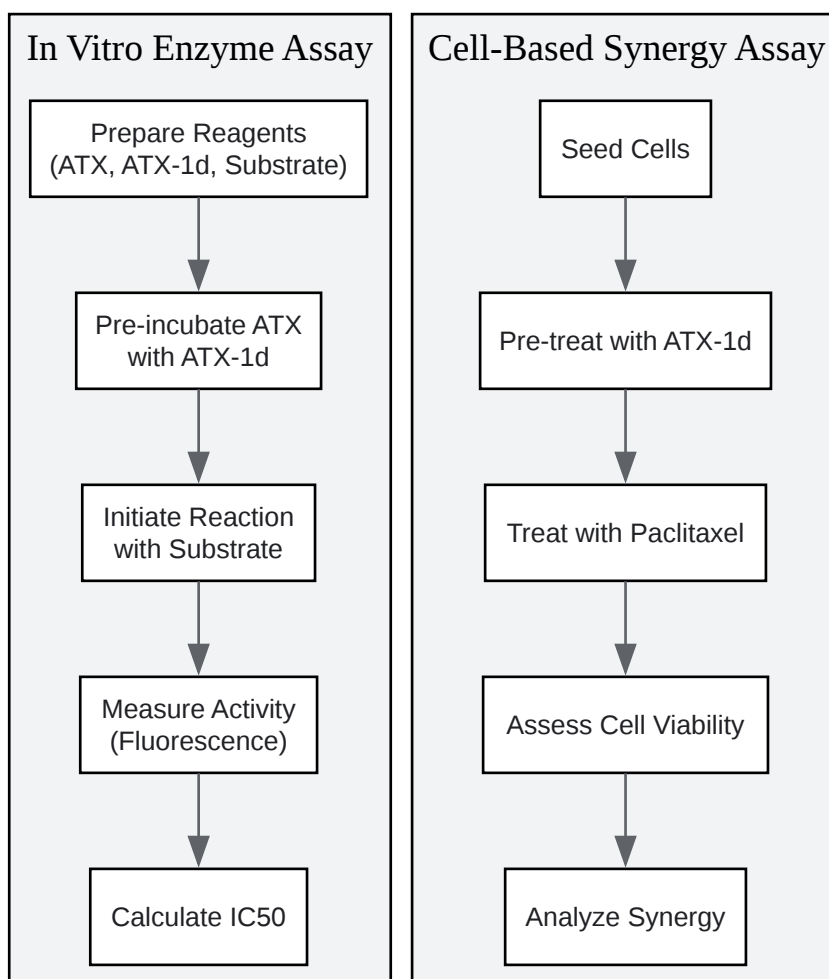 In Vitro Enzyme Assay
Prepare Reagents
(ATX, ATX-1d, Substrate)
Pre-incubate ATX
with ATX-1d
Initiate Reaction
with Substrate
Measure Activity
(Fluorescence)
Calculate IC50
Cell-Based Synergy Assay
Seed Cells
Pre-treat with ATX-1d
Treat with Paclitaxel
Assess Cell Viability
Analyze Synergy